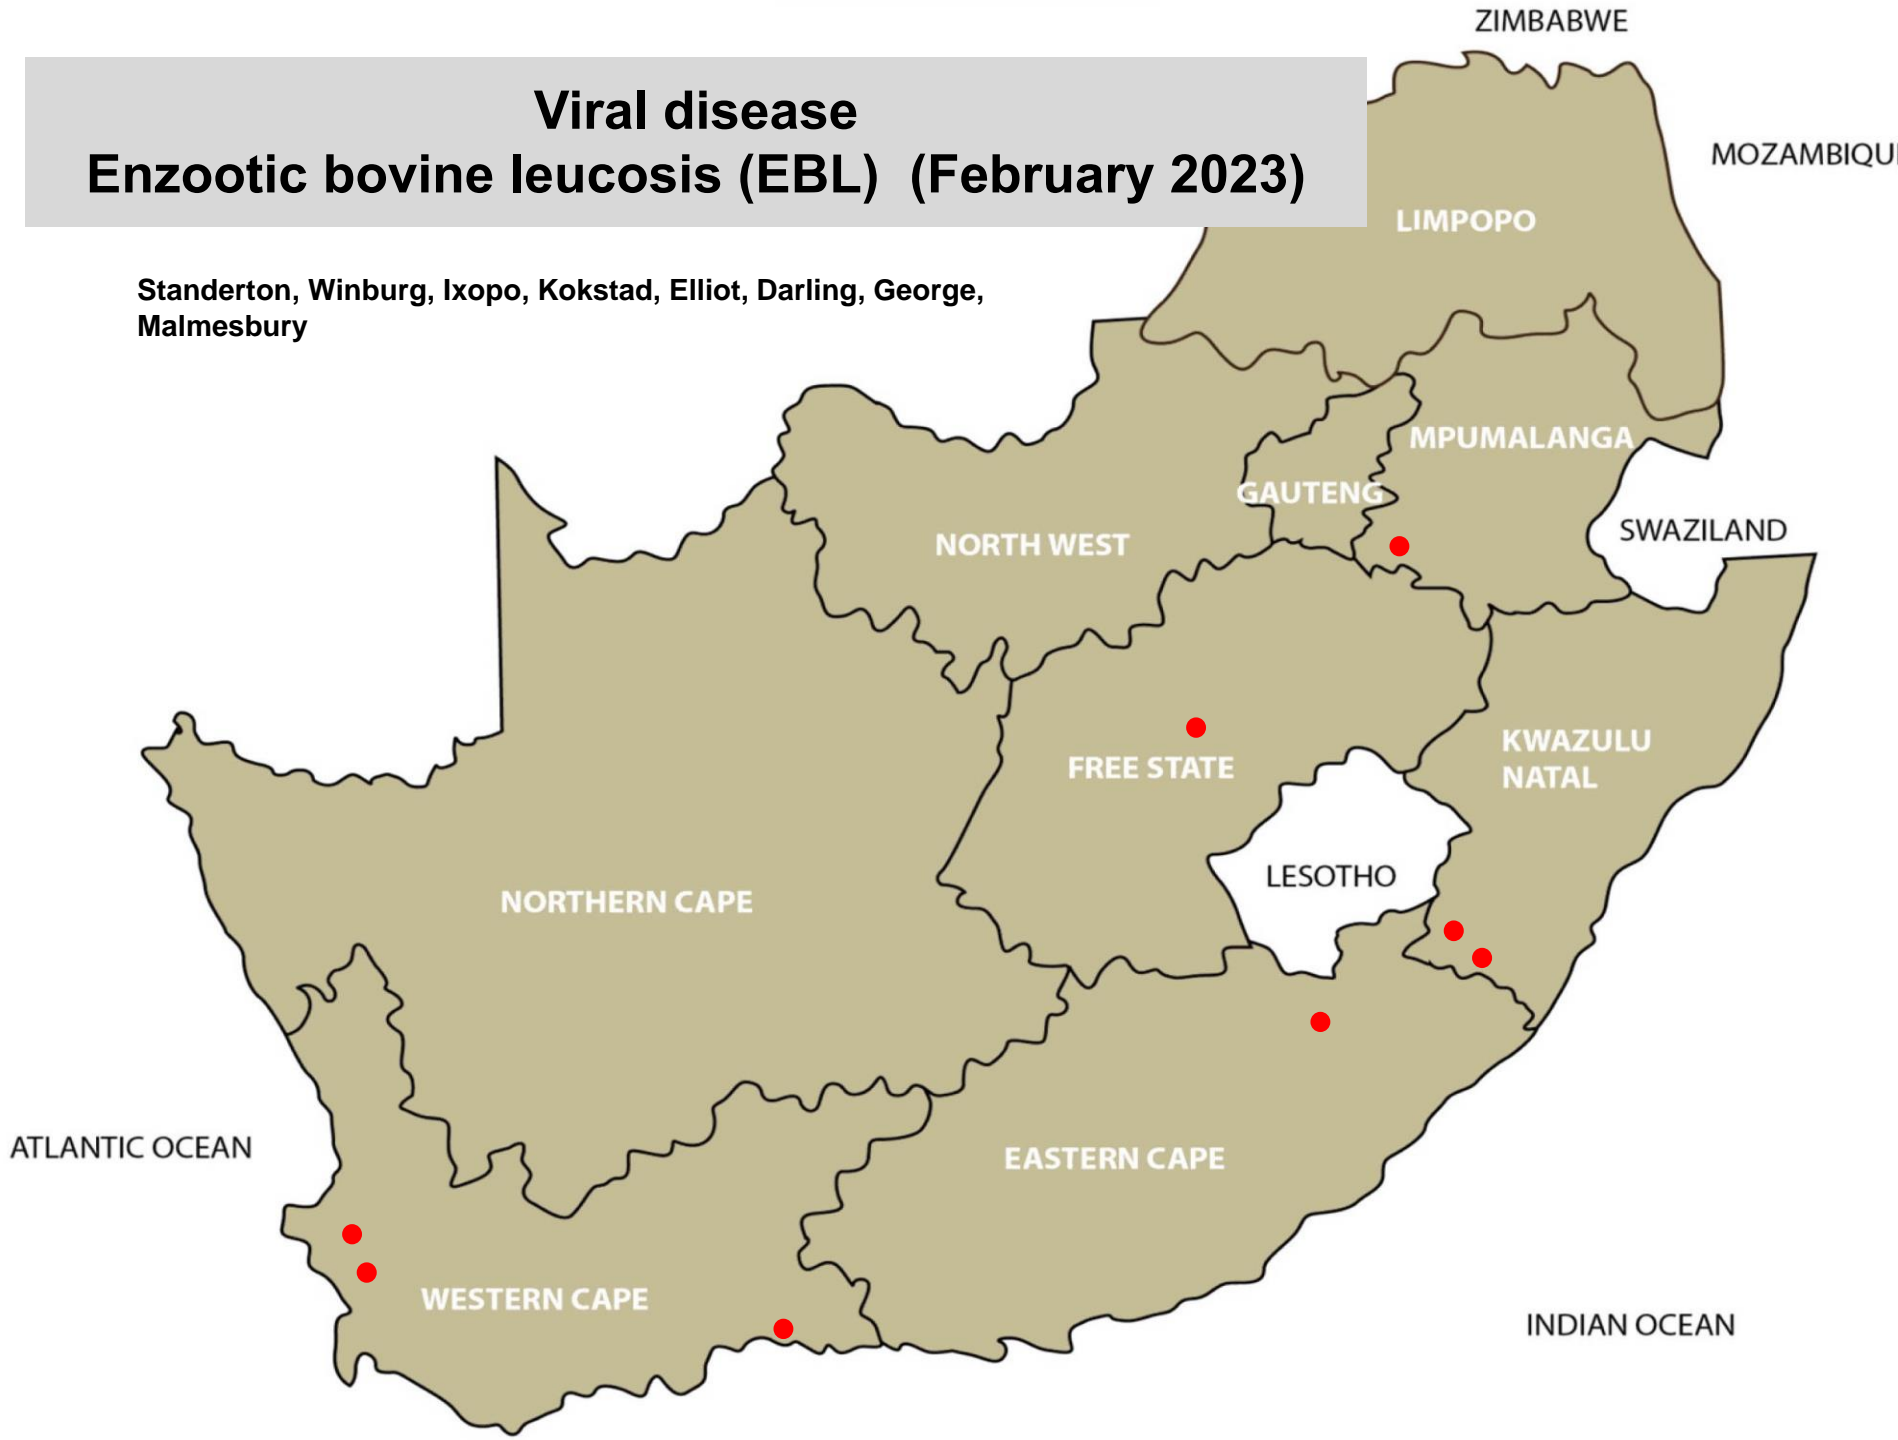 ZIMBABWE
Viral disease
Enzootic bovine leucosis (EBL)  (February 2023)
MOZAMBIQU
LIMPOPO
Standerton, Winburg, Ixopo, Kokstad, Elliot, Darling, George,
Malmesbury
MPUMALANGA
GAUTENG
SWAZILAND
NORTH WEST
KWAZULU
NATAL
FREE STATE
LESOTHO
NORTHERN CAPE
ATLANTIC OCEAN
EASTERN CAPE
WESTERN CAPE
INDIAN OCEAN